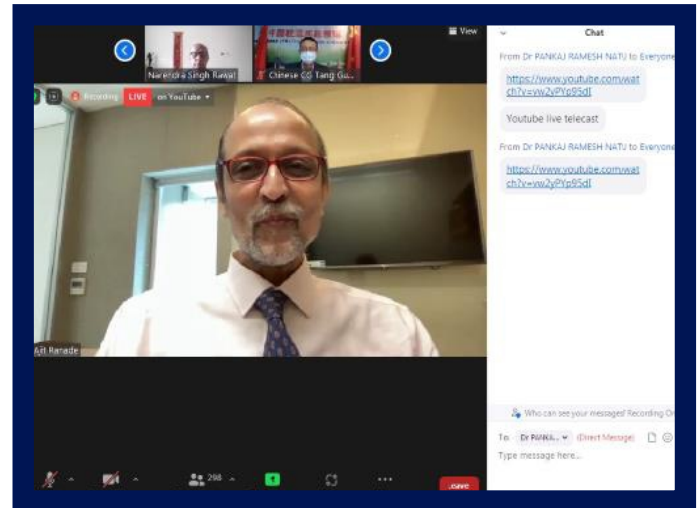 View
Narendra Singh Rawat
Chinese CG Tang Gu...
Recording
LIVE
on YouTube
Ajit Ranade
298
Leave
Chat
From Dr PANKAJ RAMESH NATU to Everyone
https://www.youtube.com/wat
ch?v=vw2yPYp95dI
Youtube live telecast
From Dr PANKAJ RAMESH NATU to Everyone
https://www.youtube.com/wat
ch?v=vw2yPYp95dI
Who can see your messages? Recording On
To: Dr PANKA... (Direct Message)
Type message here...